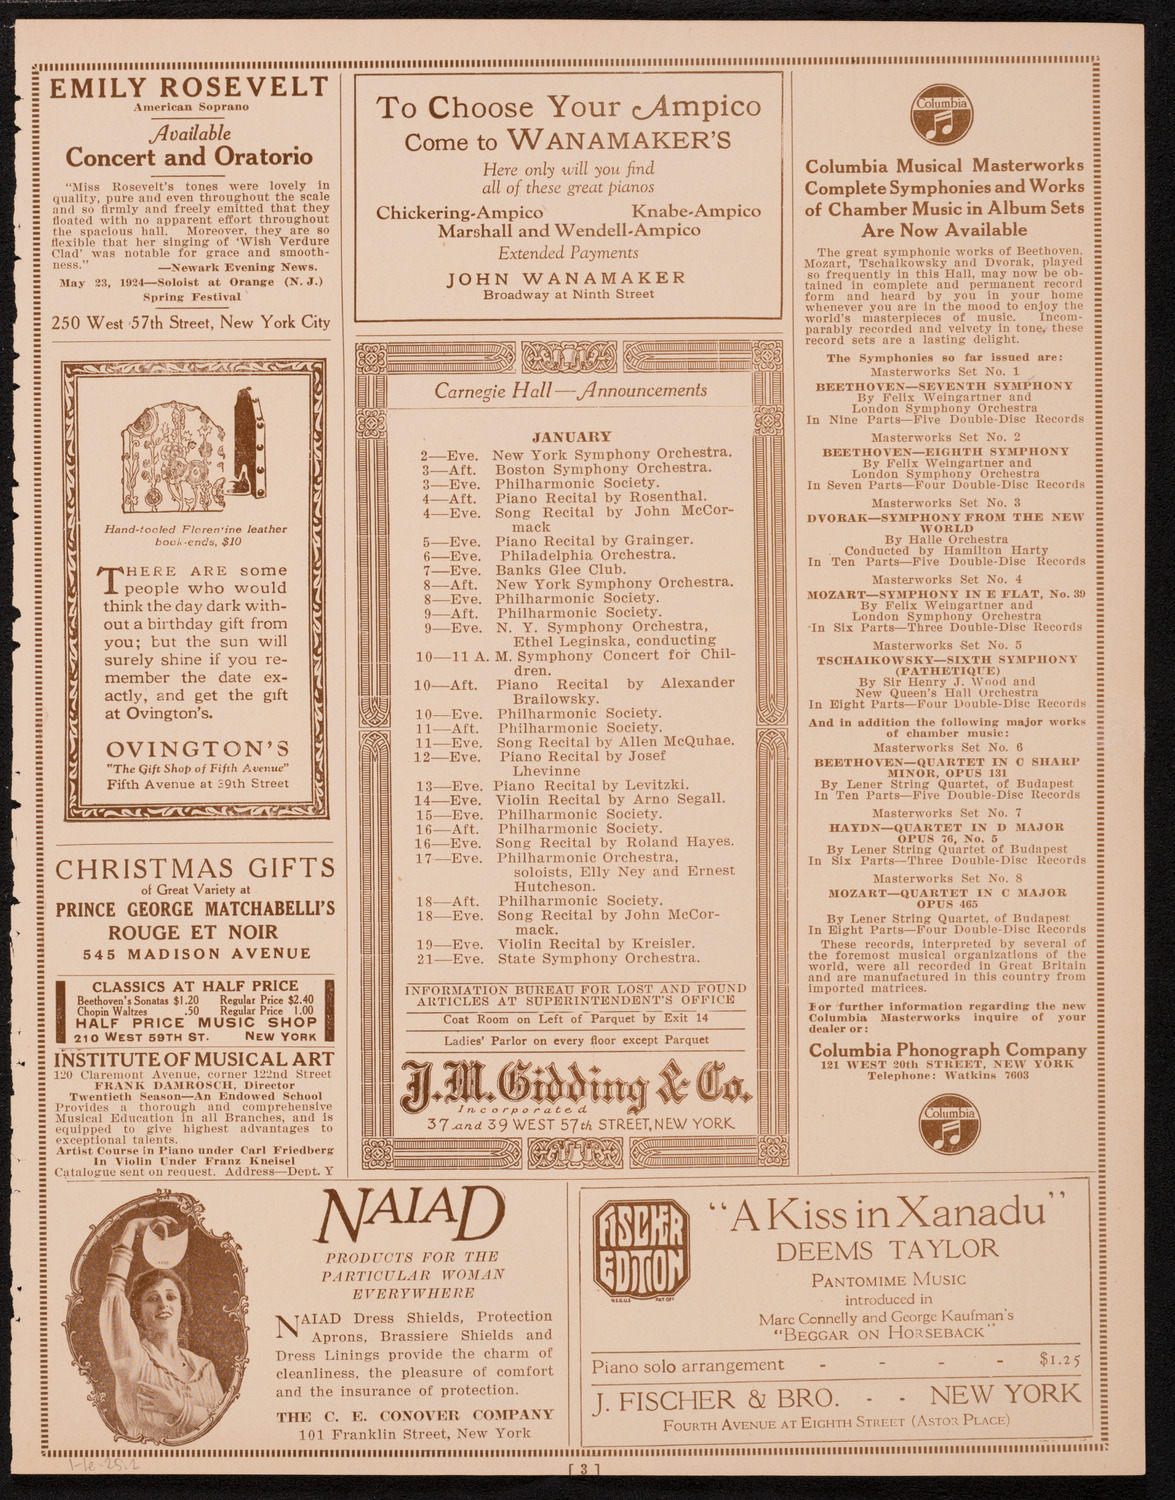 EMILY ROSEVELT
American Soprano
Available
Concert and Oratorio
"Miss Rosevelt's tones were lovely in
quality, pure and even throughout the scale
and so firmly and freely emitted that they
floated with no apparent effort throughout
the spacious hall. Moreover, they are so
flexible that her singing of 'Wish Verdure
Clad' was notable for grace and smooth-
ness."
—Newark Evening News.
May 23, 1924—Soloist at Orange (N. J.)
Spring Festival
250 West 57th Street, New York City
Hand-tooled Florentine leather
book-ends, $10
THERE ARE some
people who would
think the day dark with-
out a birthday gift from
you; but the sun will
surely shine if you re-
member the date ex-
actly, and get the gift
at Ovington's.
OVINGTON'S
"The Gift Shop of Fifth Avenue"
Fifth Avenue at 39th Street
CHRISTMAS GIFTS
of Great Variety at
PRINCE GEORGE MATCHABELLI'S
ROUGE ET NOIR
545 MADISON AVENUE
CLASSICS AT HALF PRICE
Beethoven's Sonatas $1.20 Regular Price $2.40
Chopin Waltzes .50 Regular Price 1.00
HALF PRICE MUSIC SHOP
210 WEST 59TH ST. NEW YORK
INSTITUTE OF MUSICAL ART
120 Claremont Avenue, corner 122nd Street
FRANK DAMROSCH, Director
Twentieth Season—An Endowed School
Provides a thorough and comprehensive
Musical Education in all Branches, and is
equipped to give highest advantages to
exceptional talents.
Artist Course in Piano under Carl Friedberg
In Violin Under Franz Kneisel
Catalogue sent on request. Address—Dept. Y
To Choose Your Ampico
Come to WANAMAKER'S
Here only will you find
all of these great pianos
Chickering-Ampico Knabe-Ampico
Marshall and Wendell-Ampico
Extended Payments
JOHN WANAMAKER
Broadway at Ninth Street
Carnegie Hall—Announcements
JANUARY
2—Eve. New York Symphony Orchestra.
3—Aft. Boston Symphony Orchestra.
3—Eve. Philharmonic Society.
4—Aft. Piano Recital by Rosenthal.
4—Eve. Song Recital by John McCor-
mack
5—Eve. Piano Recital by Grainger.
6—Eve. Philadelphia Orchestra.
7—Eve. Banks Glee Club.
8—Aft. New York Symphony Orchestra.
8—Eve. Philharmonic Society.
9—Aft. Philharmonic Society.
9—Eve. N. Y. Symphony Orchestra,
Ethel Leginska, conducting
10—11 A. M. Symphony Concert for Chil-
dren.
10—Aft. Piano Recital by Alexander
Brailowsky.
10—Eve. Philharmonic Society.
11—Aft. Philharmonic Society.
11—Eve. Song Recital by Allen McQuhae.
12—Eve. Piano Recital by Josef
Lhevinne
13—Eve. Piano Recital by Levitzki.
14—Eve. Violin Recital by Arno Segall.
15—Eve. Philharmonic Society.
16—Aft. Philharmonic Society.
16—Eve. Song Recital by Roland Hayes.
17—Eve. Philharmonic Orchestra,
soloists, Elly Ney and Ernest
Hutcheson.
18—Aft. Philharmonic Society.
18—Eve. Song Recital by John McCor-
mack.
19—Eve. Violin Recital by Kreisler.
21—Eve. State Symphony Orchestra.
INFORMATION BUREAU FOR LOST AND FOUND
ARTICLES AT SUPERINTENDENT'S OFFICE
Coat Room on Left of Parquet by Exit 14
Ladies' Parlor on every floor except Parquet
J. M. Gidding & Co.
Incorporated
37 and 39 WEST 57th STREET, NEW YORK
Columbia
Columbia Musical Masterworks
Complete Symphonies and Works
of Chamber Music in Album Sets
Are Now Available
The great symphonic works of Beethoven,
Mozart, Tschaikowsky and Dvorak, played
so frequently in this Hall, may now be ob-
tained in complete and permanent record
form and heard by you in your home
whenever you are in the mood to enjoy the
world's masterpieces of music. Incom-
parably recorded and velvety in tone, these
record sets are a lasting delight.
The Symphonies so far issued are:
Masterworks Set No. 1
BEETHOVEN—SEVENTH SYMPHONY
By Felix Weingartner and
London Symphony Orchestra
In Nine Parts—Five Double-Disc Records
Masterworks Set No. 2
BEETHOVEN—EIGHTH SYMPHONY
By Felix Weingartner and
London Symphony Orchestra
In Seven Parts—Four Double-Disc Records
Masterworks Set No. 3
DVORAK—SYMPHONY FROM THE NEW
WORLD
By Halle Orchestra
Conducted by Hamilton Harty
In Ten Parts—Five Double-Disc Records
Masterworks Set No. 4
MOZART—SYMPHONY IN E FLAT, No. 39
By Felix Weingartner and
London Symphony Orchestra
In Six Parts—Three Double-Disc Records
Masterworks Set No. 5
TSCHAIKOWSKY—SIXTH SYMPHONY
(PATHETIQUE)
By Sir Henry J. Wood and
New Queen's Hall Orchestra
In Eight Parts—Four Double-Disc Records
And in addition the following major works
of chamber music:
Masterworks Set No. 6
BEETHOVEN—QUARTET IN C SHARP
MINOR, OPUS 131
By Lener String Quartet, of Budapest
In Ten Parts—Five Double-Disc Records
Masterworks Set No. 7
HAYDN—QUARTET IN D MAJOR
OPUS 76, No. 5
By Lener String Quartet of Budapest
In Six Parts—Three Double-Disc Records
Masterworks Set No. 8
MOZART—QUARTET IN C MAJOR
OPUS 465
By Lener String Quartet, of Budapest
In Eight Parts—Four Double-Disc Records
These records, interpreted by several of
the foremost musical organizations of the
world, were all recorded in Great Britain
and are manufactured in this country from
imported matrices.
For further information regarding the new
Columbia Masterworks inquire of your
dealer or:
Columbia Phonograph Company
121 WEST 20th STREET, NEW YORK
Telephone: Watkins 7603
Columbia
NAIAD
PRODUCTS FOR THE
PARTICULAR WOMAN
EVERYWHERE
NAIAD Dress Shields, Protection
Aprons, Brassiere Shields and
Dress Linings provide the charm of
cleanliness, the pleasure of comfort
and the insurance of protection.
THE C. E. CONOVER COMPANY
101 Franklin Street, New York
FISCHER
EDITION
REG.U.S. PAT. OFF.
"A Kiss in Xanadu"
DEEMS TAYLOR
PANTOMIME MUSIC
introduced in
Marc Connelly and George Kaufman's
"BEGGAR ON HORSEBACK"
Piano solo arrangement - - - - $1.25
J. FISCHER & BRO. - - NEW YORK
FOURTH AVENUE AT EIGHTH STREET (ASTOR PLACE)
1-1e-25.2
[ 3 ]